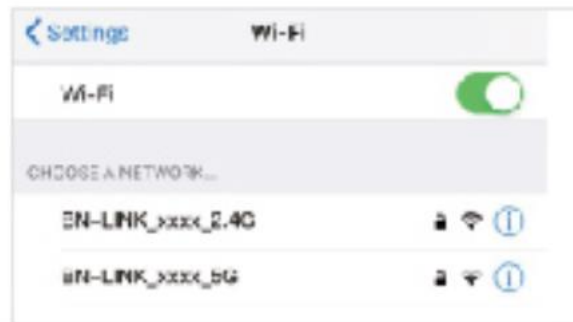 Settings Wi-Fi
Wi-Fi
CHOOSE A NETWORK...
BN-LINK_xxxx_2.4G
BN-LINK_xxxx_5G